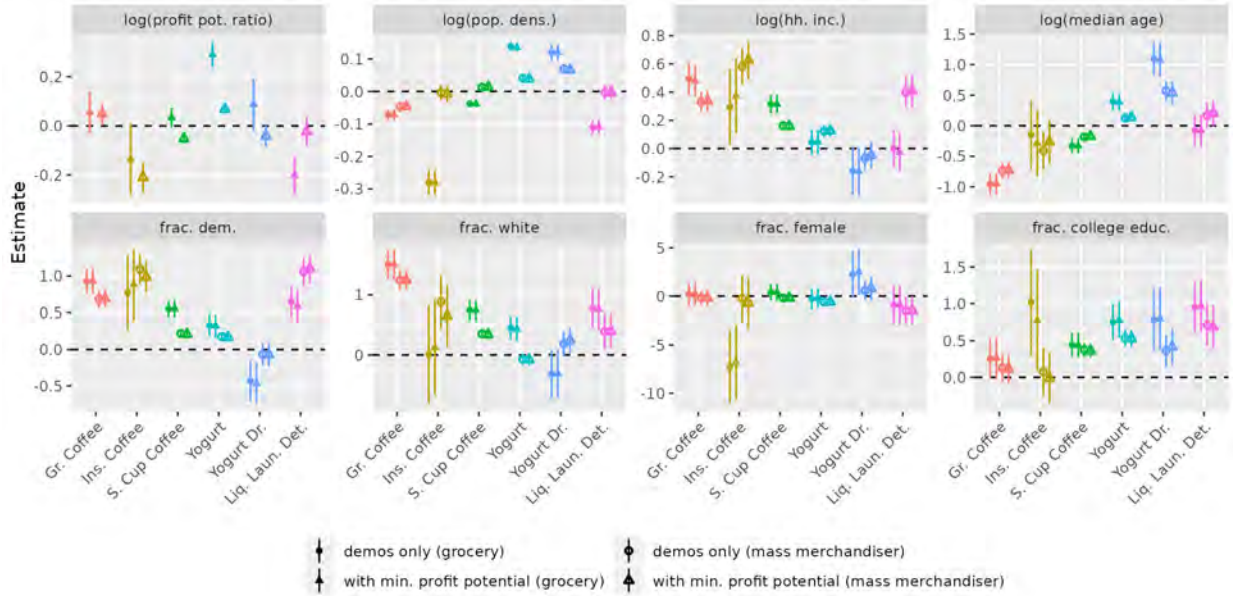 log(profit pot. ratio)
log(pop. dens.)
log(hh. inc.)
log(median age)
0.2
0.0
-0.2
0.1
0.0
-0.1
-0.2
-0.3
0.8
0.6
0.4
0.2
0.0
-0.2
1.5
1.0
0.5
0.0
-0.5
-1.0
Estimate
frac. dem.
frac. white
frac. female
frac. college educ.
1.0
0.5
0.0
-0.5
1
0
5
0
-5
-10
1.5
1.0
0.5
0.0
Gr. Coffee
Ins. Coffee
S. Cup Coffee
Yogurt
Yogurt Dr.
Liq. Laun. Det.
Gr. Coffee
Ins. Coffee
S. Cup Coffee
Yogurt
Yogurt Dr.
Liq. Laun. Det.
Gr. Coffee
Ins. Coffee
S. Cup Coffee
Yogurt
Yogurt Dr.
Liq. Laun. Det.
Gr. Coffee
Ins. Coffee
S. Cup Coffee
Yogurt
Yogurt Dr.
Liq. Laun. Det.
demos only (grocery)
demos only (mass merchandiser)
with min. profit potential (grocery)
with min. profit potential (mass merchandiser)